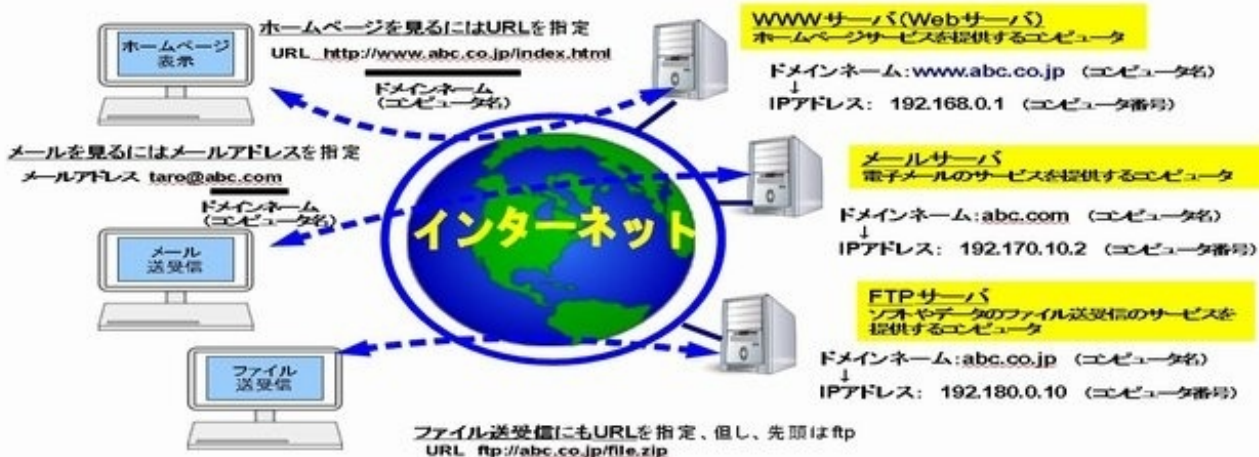 ホームページを見るにはURLを指定
URL http://www.abc.co.jp/index.html
ドメインネーム
(コンピュータ名)
ホームページ
表示
WWWサーバ(Webサーバ)
ホームページサービスを提供するコンピュータ
ドメインネーム:www.abc.co.jp (コンピュータ名)
↓
IPアドレス: 192.168.0.1 (コンピュータ番号)
メールを見るにはメールアドレスを指定
メールアドレス taro@abc.com
ドメインネーム
(コンピュータ名)
メール
送受信
インターネット
メールサーバ
電子メールのサービスを提供するコンピュータ
ドメインネーム:abc.com (コンピュータ名)
↓
IPアドレス: 192.170.10.2 (コンピュータ番号)
FTPサーバ
ソフトやデータのファイル送受信のサービスを
提供するコンピュータ
ドメインネーム:abc.co.jp (コンピュータ名)
↓
IPアドレス: 192.180.0.10 (コンピュータ番号)
ファイル
送受信
ファイル送受信にもURLを指定、但し、先頭はftp
URL ftp://abc.co.jp/file.zip